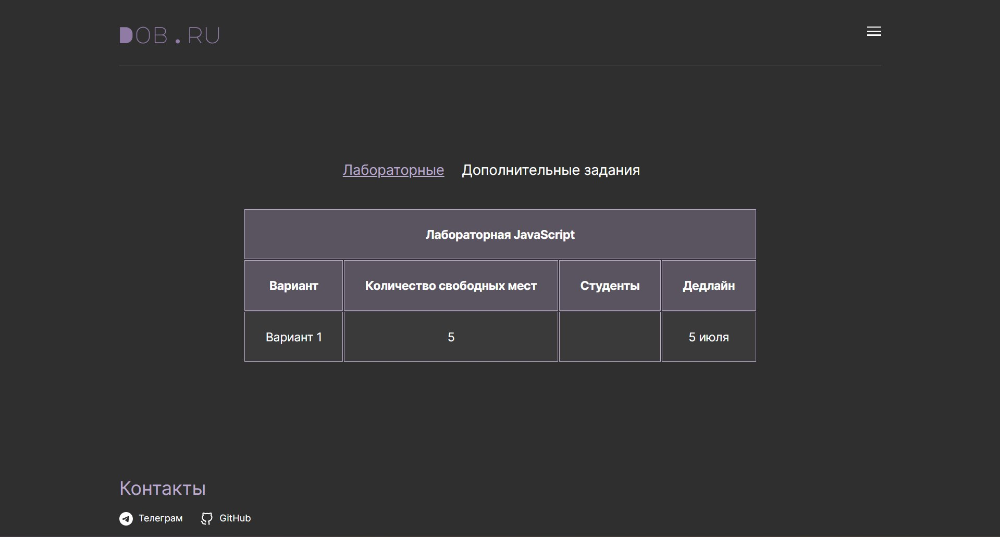 DOB.RU
Лабораторные Дополнительные задания
Лабораторная JavaScript
Вариант Количество свободных мест Студенты Дедлайн
Вариант 1 5 5 июля
Контакты
Телеграм GitHub